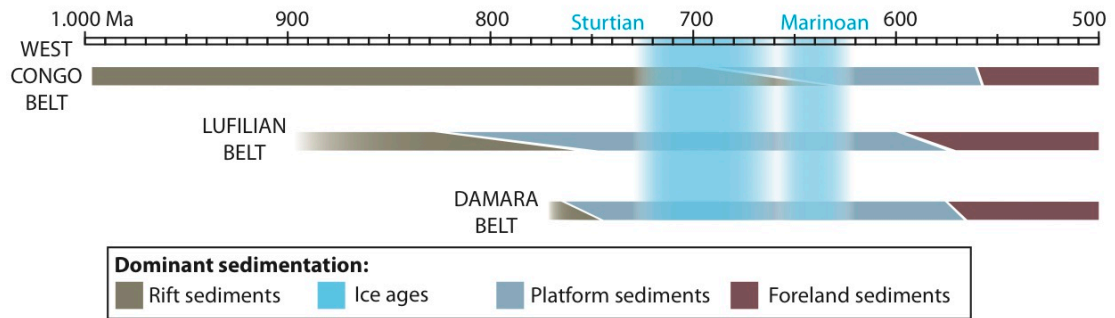 1.000 Ma 900 800 Sturtian 700 Marinoan 600 500
WEST
CONGO
BELT
LUFILIAN
BELT
DAMARA
BELT
Dominant sedimentation:
Rift sediments Ice ages Platform sediments Foreland sediments